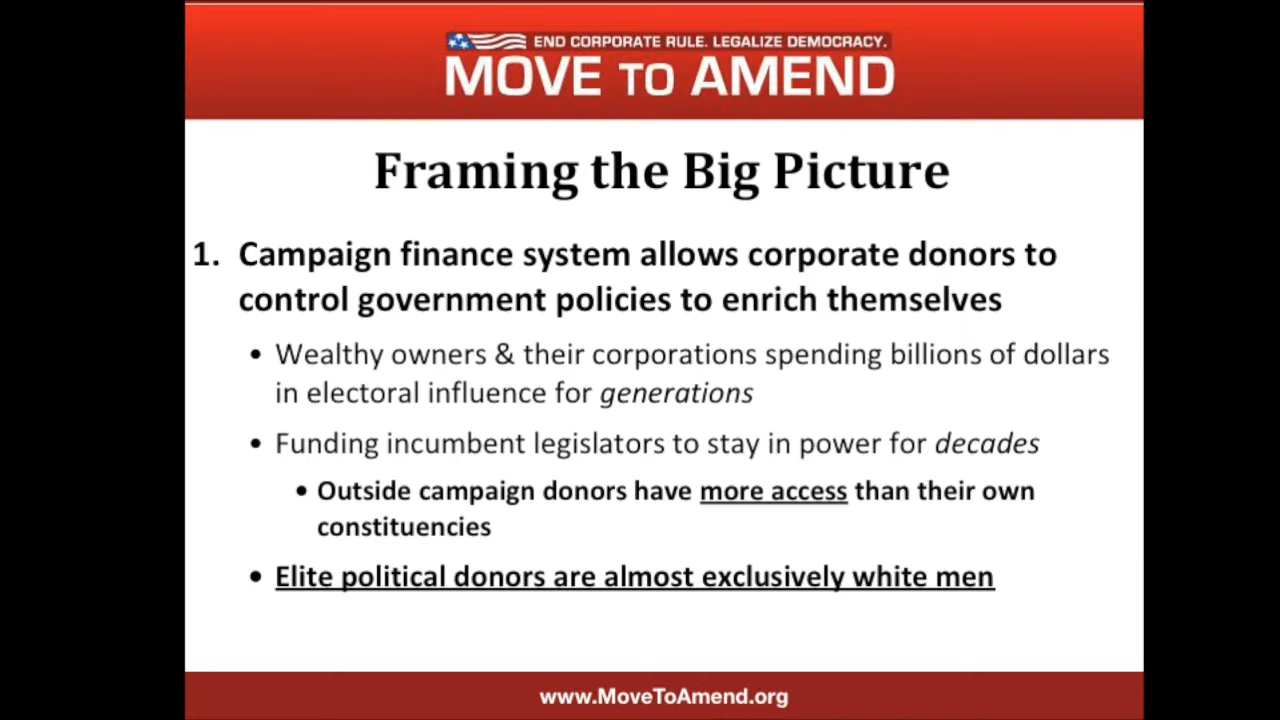 END CORPORATE RULE. LEGALIZE DEMOCRACY.
MOVE TO AMEND
Framing the Big Picture
1. Campaign finance system allows corporate donors to
control government policies to enrich themselves
• Wealthy owners & their corporations spending billions of dollars
in electoral influence for generations
• Funding incumbent legislators to stay in power for decades
• Outside campaign donors have more access than their own
constituencies
• Elite political donors are almost exclusively white men
www.MoveToAmend.org